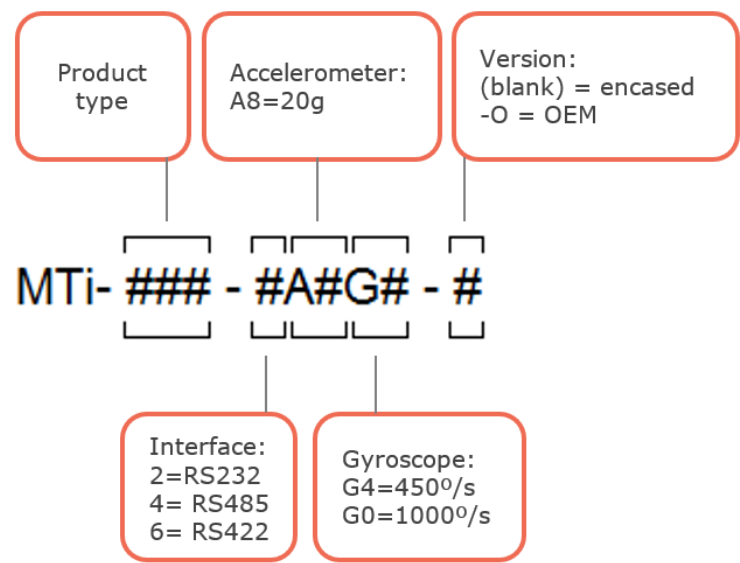 Product
type
Accelerometer:
A8=20g
Version:
(blank) = encased
-O = OEM
MTi- ### - #A#G# - #
Interface:
2=RS232
4= RS485
6= RS422
Gyroscope:
G4=450º/s
G0=1000º/s